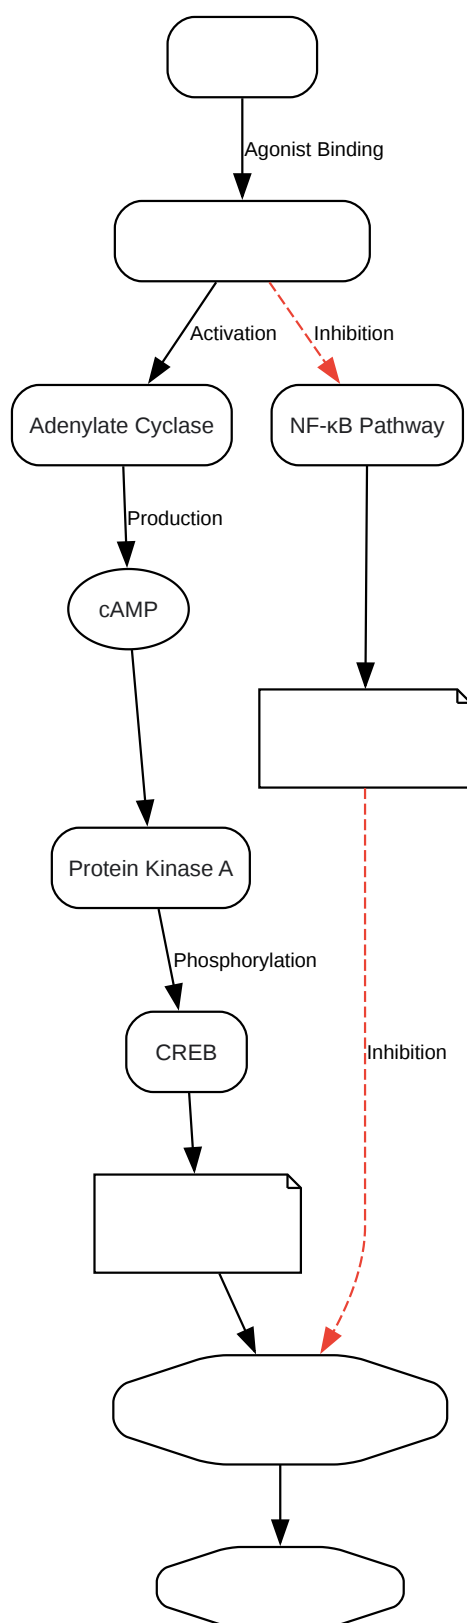 Agonist Binding
Activation
Inhibition
Adenylate Cyclase
NF-κB Pathway
Production
cAMP
Protein Kinase A
Phosphorylation
CREB
Inhibition